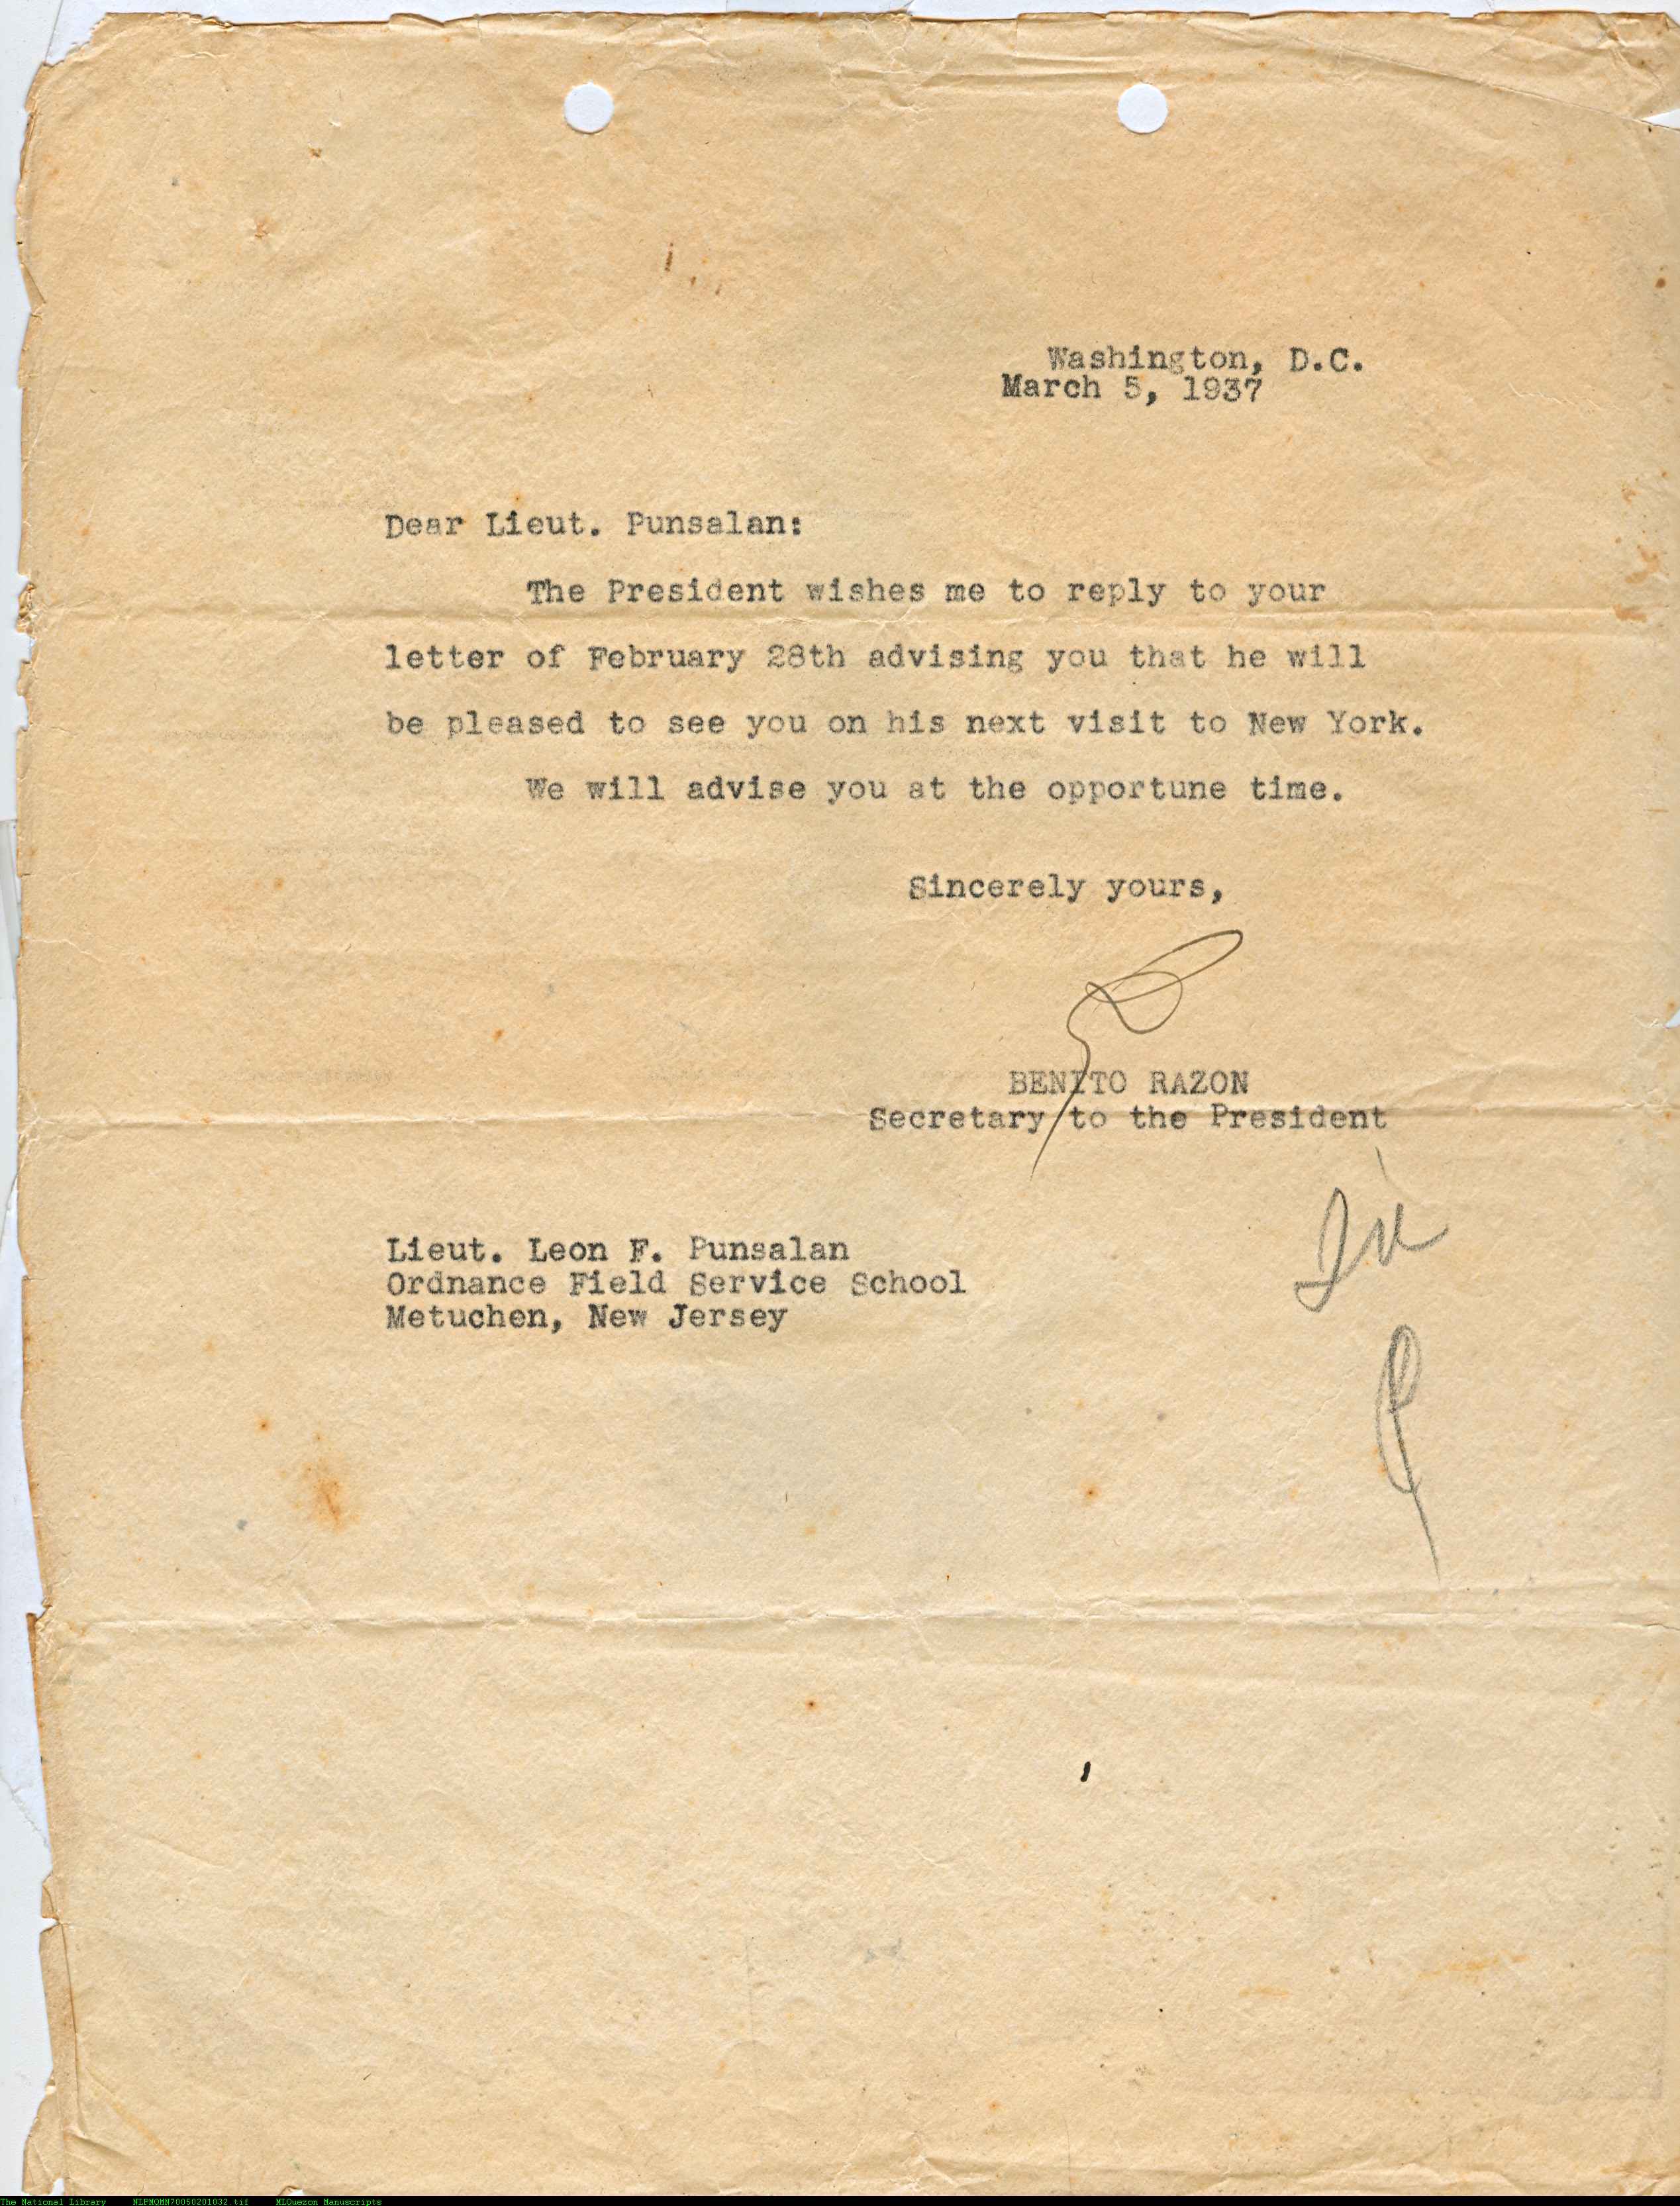 Washington, D.C.
March 5, 1937
Dear Lieut. Punsalan:
The President wishes me to reply to your
letter of February 28th advising you that he will
be pleased to see you on his next visit to New York.
We will advise you at the opportune time.
Sincerely yours,
BENITO RAZON
Secretary to the President
Lieut. Leon F. Punsalan
Ordnance Field Service School
Metuchen, New Jersey
The National Library NLPMQMN70050201032.tif MLQuezon Manuscripts